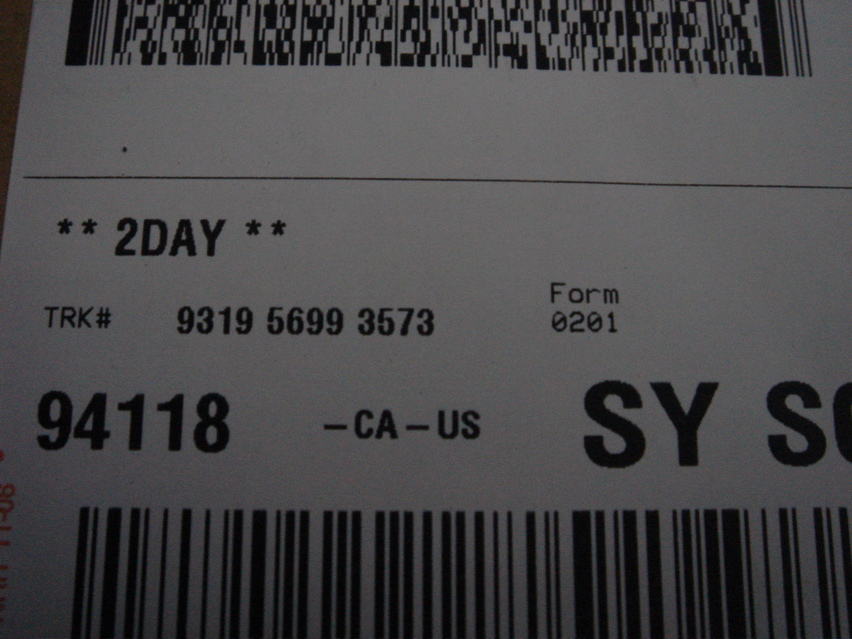 ** 2DAY **
TRK# 9319 5699 3573
Form
0201
94118 -CA-US
SY